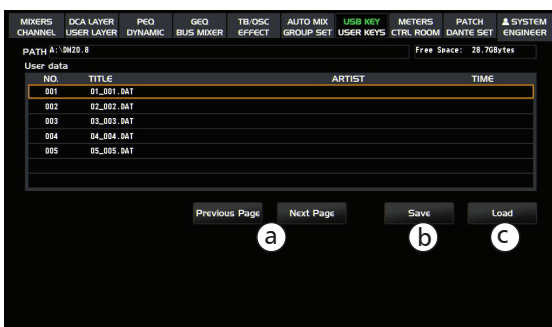 MIXERS DCA LAYER PEQ GEQ TB/OSC AUTO MIX USB KEY METERS PATCH SYSTEM
CHANNEL USER LAYER DYNAMIC BUS MIXER EFFECT GROUP SET USER KEYS CTRL ROOM DANTE SET ENGINEER
PATH A:\DM20.8 Free Space: 28.7GBytes
User data
NO. TITLE ARTIST TIME
001 01_001.DAT
002 02_002.DAT
003 03_003.DAT
004 04_004.DAT
005 05_005.DAT
Previous Page Next Page Save Load
a b c